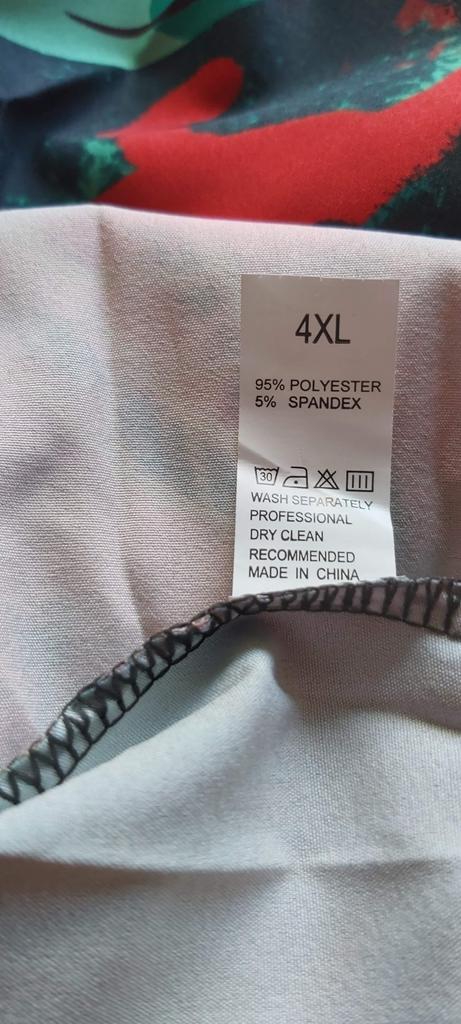 4XL
95% POLYESTER
5% SPANDEX
30
WASH SEPARATELY
PROFESSIONAL
DRY CLEAN
RECOMMENDED
MADE IN CHINA